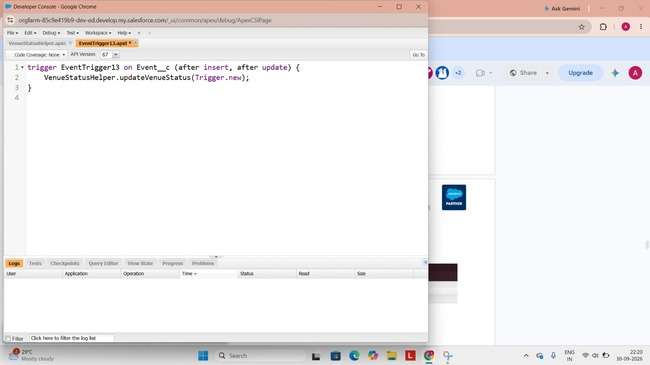 Developer Console - Google Chrome
orgfarm-85c9e419b9-dev-ed.develop.my.salesforce.com/_ui/common/apex/debug/ApexCSIPage
File Edit Debug Test Workspace Help < >
VenueStatusHelper.apxc EventTrigger13.apxt *
Code Coverage: None API Version: 67 Go To
1 trigger EventTrigger13 on Event__c (after insert, after update) {
2 VenueStatusHelper.updateVenueStatus(Trigger.new);
3 }
4
Logs Tests Checkpoints Query Editor View State Progress Problems
User Application Operation Time Status Read Size
Filter Click here to filter the log list
Ask Gemini
A
+2 Share Upgrade A
PARTNER
29°C
Mostly cloudy
Search
ENG
IN
22:20
10-09-2026